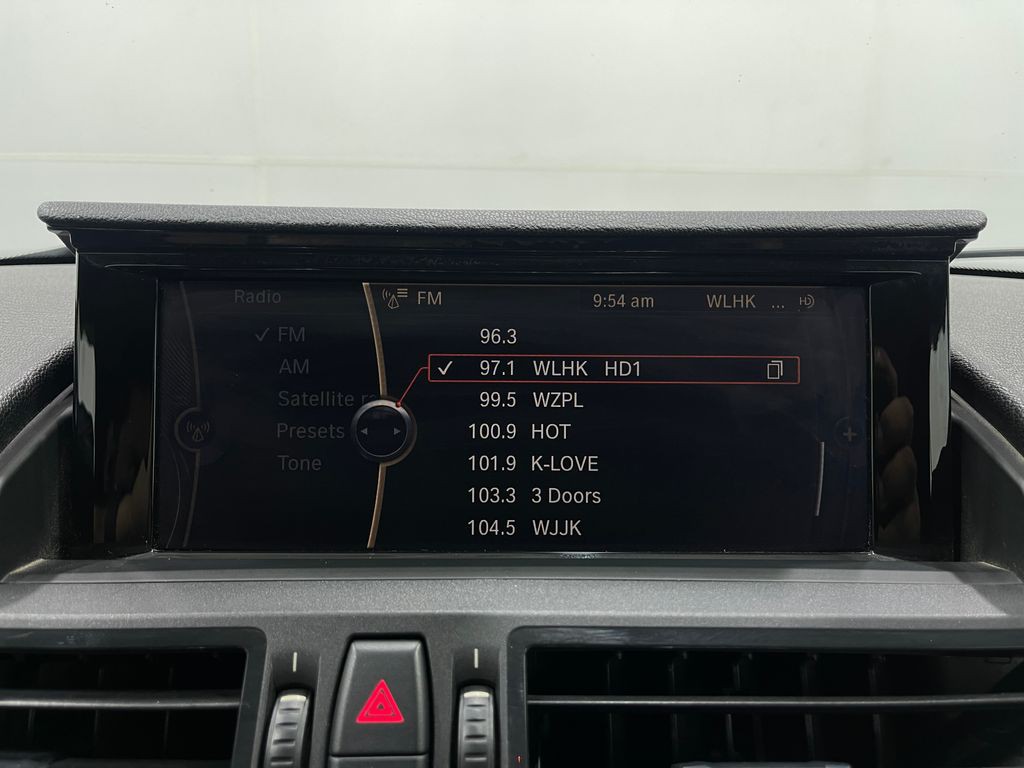 Radio
FM 9:54 am WLHK ... HD
FM
AM
Satellite r
Presets
Tone
96.3
97.1 WLHK HD1
99.5 WZPL
100.9 HOT
101.9 K-LOVE
103.3 3 Doors
104.5 WJJK